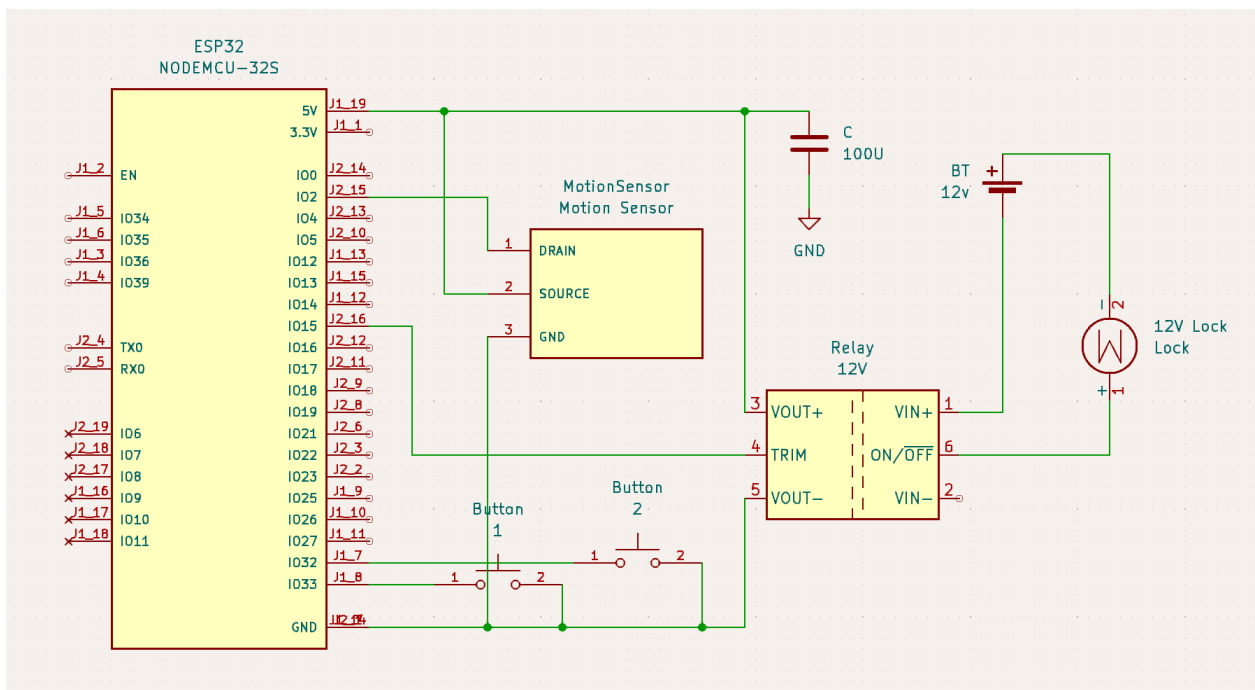 ESP32
NODEMCU-32S
5V J1_19
3.3V J1_1
J1_2 EN
IO0 J2_14
IO2 J2_15
J1_5 IO34
IO4 J2_13
J1_6 IO35
IO5 J2_10
J1_3 IO36
IO12 J1_13
J1_4 IO39
IO13 J1_15
IO14 J1_12
IO15 J2_16
J2_4 TX0
IO16 J2_12
J2_5 RX0
IO17 J2_11
IO18 J2_9
IO19 J2_8
J2_19 IO6
IO21 J2_6
J2_18 IO7
IO22 J2_3
J2_17 IO8
IO23 J2_2
J1_16 IO9
IO25 J1_9
J1_17 IO10
IO26 J1_10
J1_18 IO11
IO27 J1_11
IO32 J1_7
IO33 J1_8
GND
MotionSensor
Motion Sensor
1 DRAIN
2 SOURCE
3 GND
C
100U
GND
BT
12v
+
− 2
12V Lock
Lock
+ 1
Relay
12V
3 VOUT+ VIN+ 1
4 TRIM ON/OFF 6
5 VOUT- VIN- 2
Button
2
1 2
Button
1
1 2